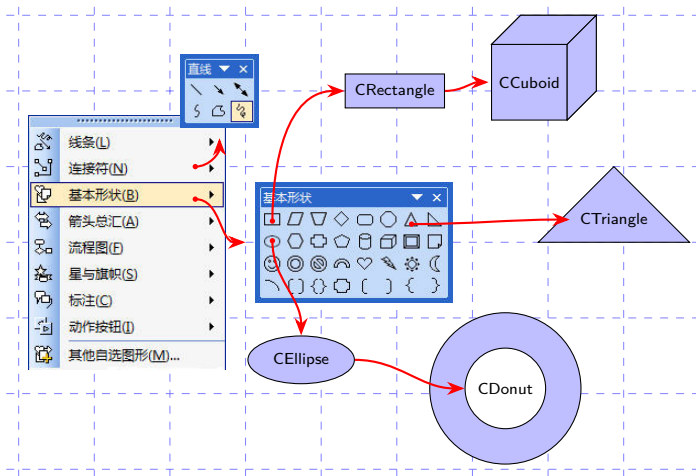 直线
CRectangle
CCuboid
线条(L)
连接符(N)
基本形状(B)
箭头总汇(A)
流程图(F)
星与旗帜(S)
标注(C)
动作按钮(I)
其他自选图形(M)...
基本形状
CTriangle
CEllipse
CDonut